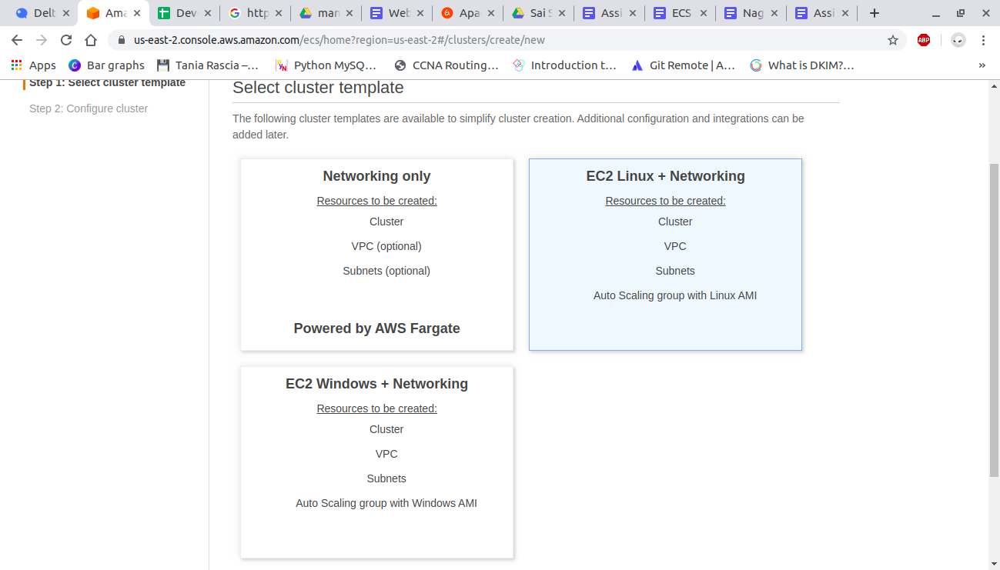 Delt
Ama
Dev
http
man
Web
Apa
Sai S
Assi
ECS
Nag
Assi
us-east-2.console.aws.amazon.com/ecs/home?region=us-east-2#/clusters/create/new
ABP
Apps
Bar graphs
Tania Rascia –…
Python MySQ…
CCNA Routing…
Introduction t…
Git Remote | A…
What is DKIM?…
»
Step 1: Select cluster template
Step 2: Configure cluster
Select cluster template
The following cluster templates are available to simplify cluster creation. Additional configuration and integrations can be
added later.
Networking only
Resources to be created:
Cluster
VPC (optional)
Subnets (optional)
Powered by AWS Fargate
EC2 Linux + Networking
Resources to be created:
Cluster
VPC
Subnets
Auto Scaling group with Linux AMI
EC2 Windows + Networking
Resources to be created:
Cluster
VPC
Subnets
Auto Scaling group with Windows AMI